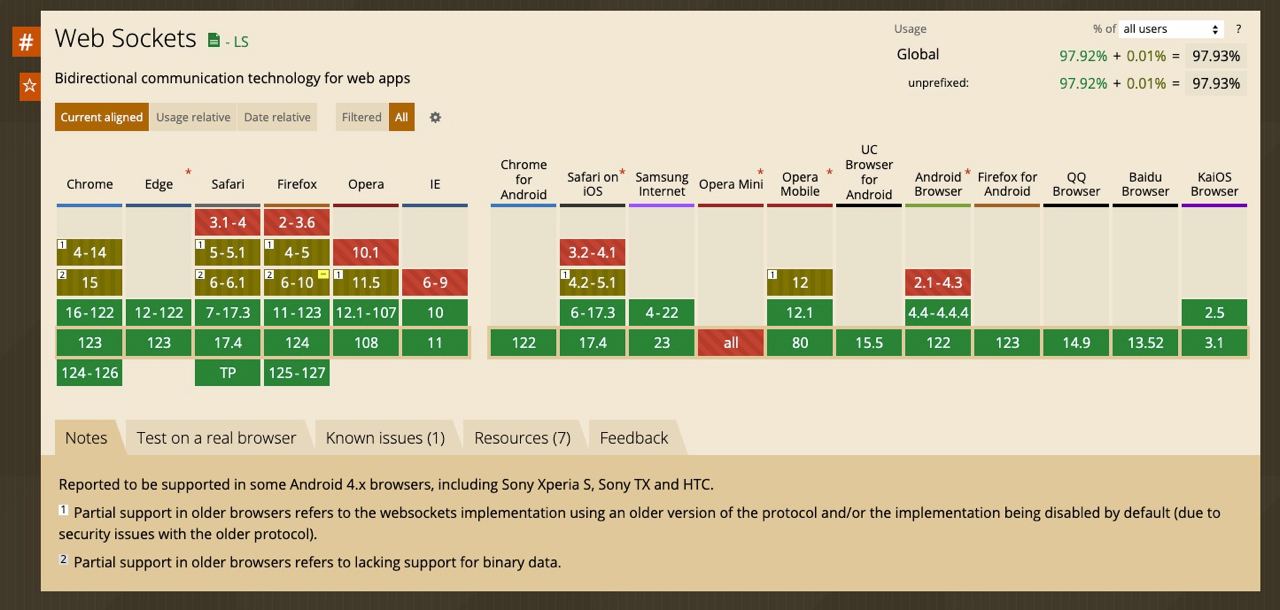 #
Web Sockets - LS
Usage % of all users ?
Global 97.92% + 0.01% = 97.93%
unprefixed: 97.92% + 0.01% = 97.93%
Bidirectional communication technology for web apps
Current aligned Usage relative Date relative Filtered All
Chrome Edge * Safari Firefox Opera IE
Chrome for Android Safari on iOS * Samsung Internet Opera Mini * Opera Mobile * UC Browser for Android Android Browser * Firefox for Android QQ Browser Baidu Browser KaiOS Browser
3.1-4 2-3.6
1 4-14 1 5-5.1 1 4-5 10.1 3.2-4.1
2 15 2 6-6.1 2 6-10 1 11.5 6-9 1 4.2-5.1 1 12 2.1-4.3
16-122 12-122 7-17.3 11-123 12.1-107 10 6-17.3 4-22 12.1 4.4-4.4.4 2.5
123 123 17.4 124 108 11 122 17.4 23 all 80 15.5 122 123 14.9 13.52 3.1
124-126 TP 125-127
Notes Test on a real browser Known issues (1) Resources (7) Feedback
Reported to be supported in some Android 4.x browsers, including Sony Xperia S, Sony TX and HTC.
1 Partial support in older browsers refers to the websockets implementation using an older version of the protocol and/or the implementation being disabled by default (due to
security issues with the older protocol).
2 Partial support in older browsers refers to lacking support for binary data.